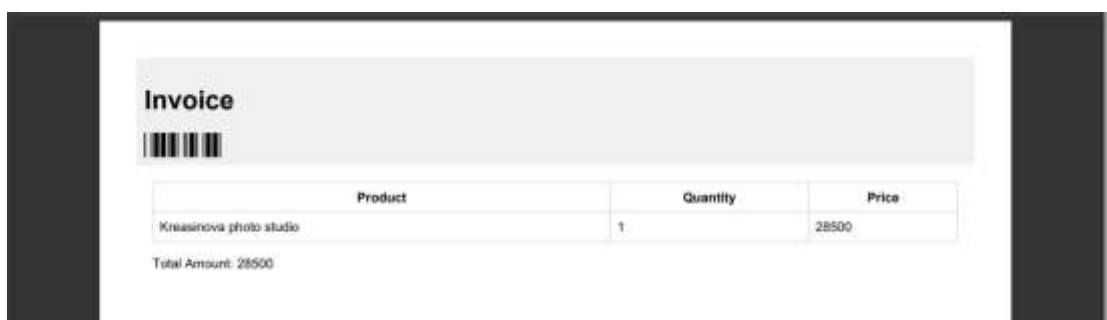 Invoice
Product Quantity Price
Kreasinova photo studio 1 28500
Total Amount: 28500